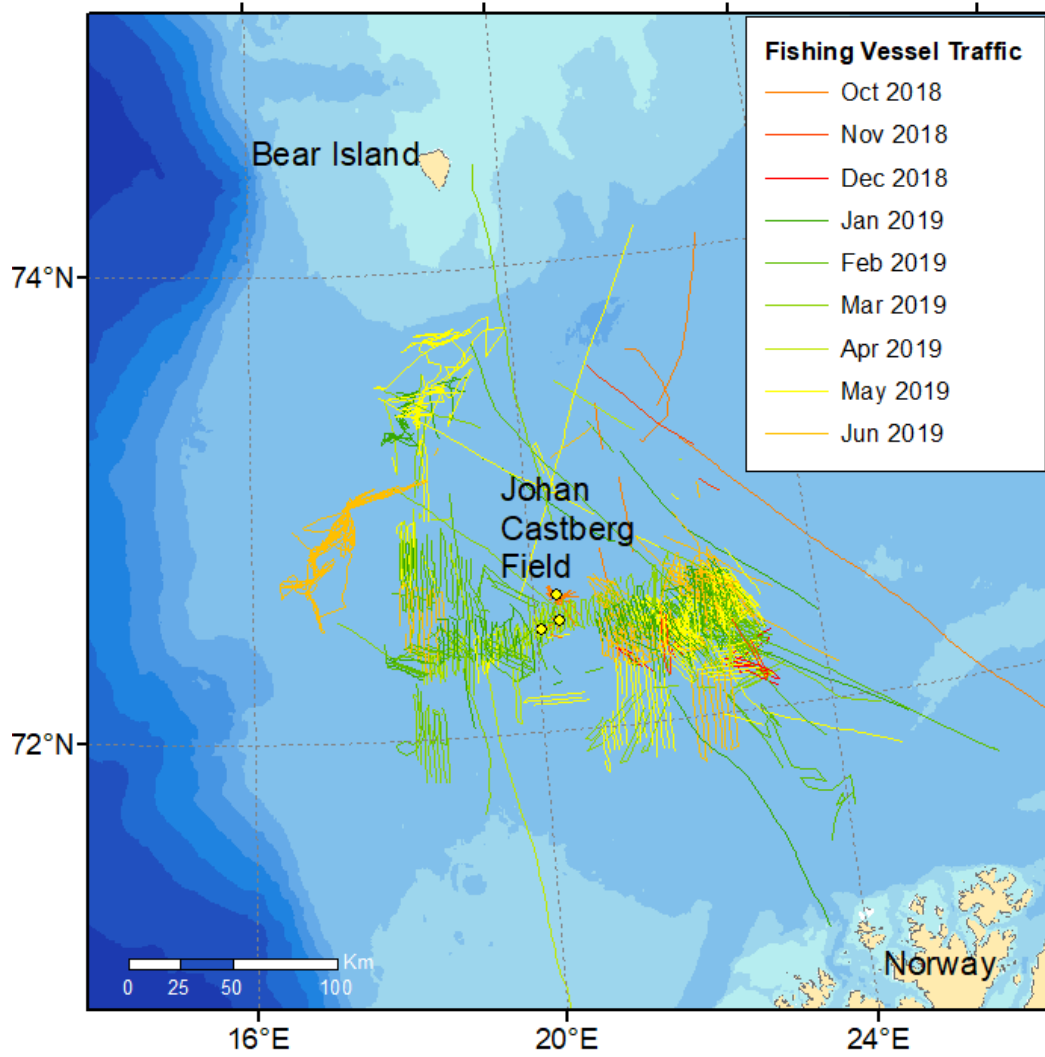 Fishing Vessel Traffic
Oct 2018
Nov 2018
Dec 2018
Jan 2019
Feb 2019
Mar 2019
Apr 2019
May 2019
Jun 2019
Bear Island
74°N
Johan
Castberg
Field
72°N
Norway
Km
0 25 50 100
16°E 20°E 24°E